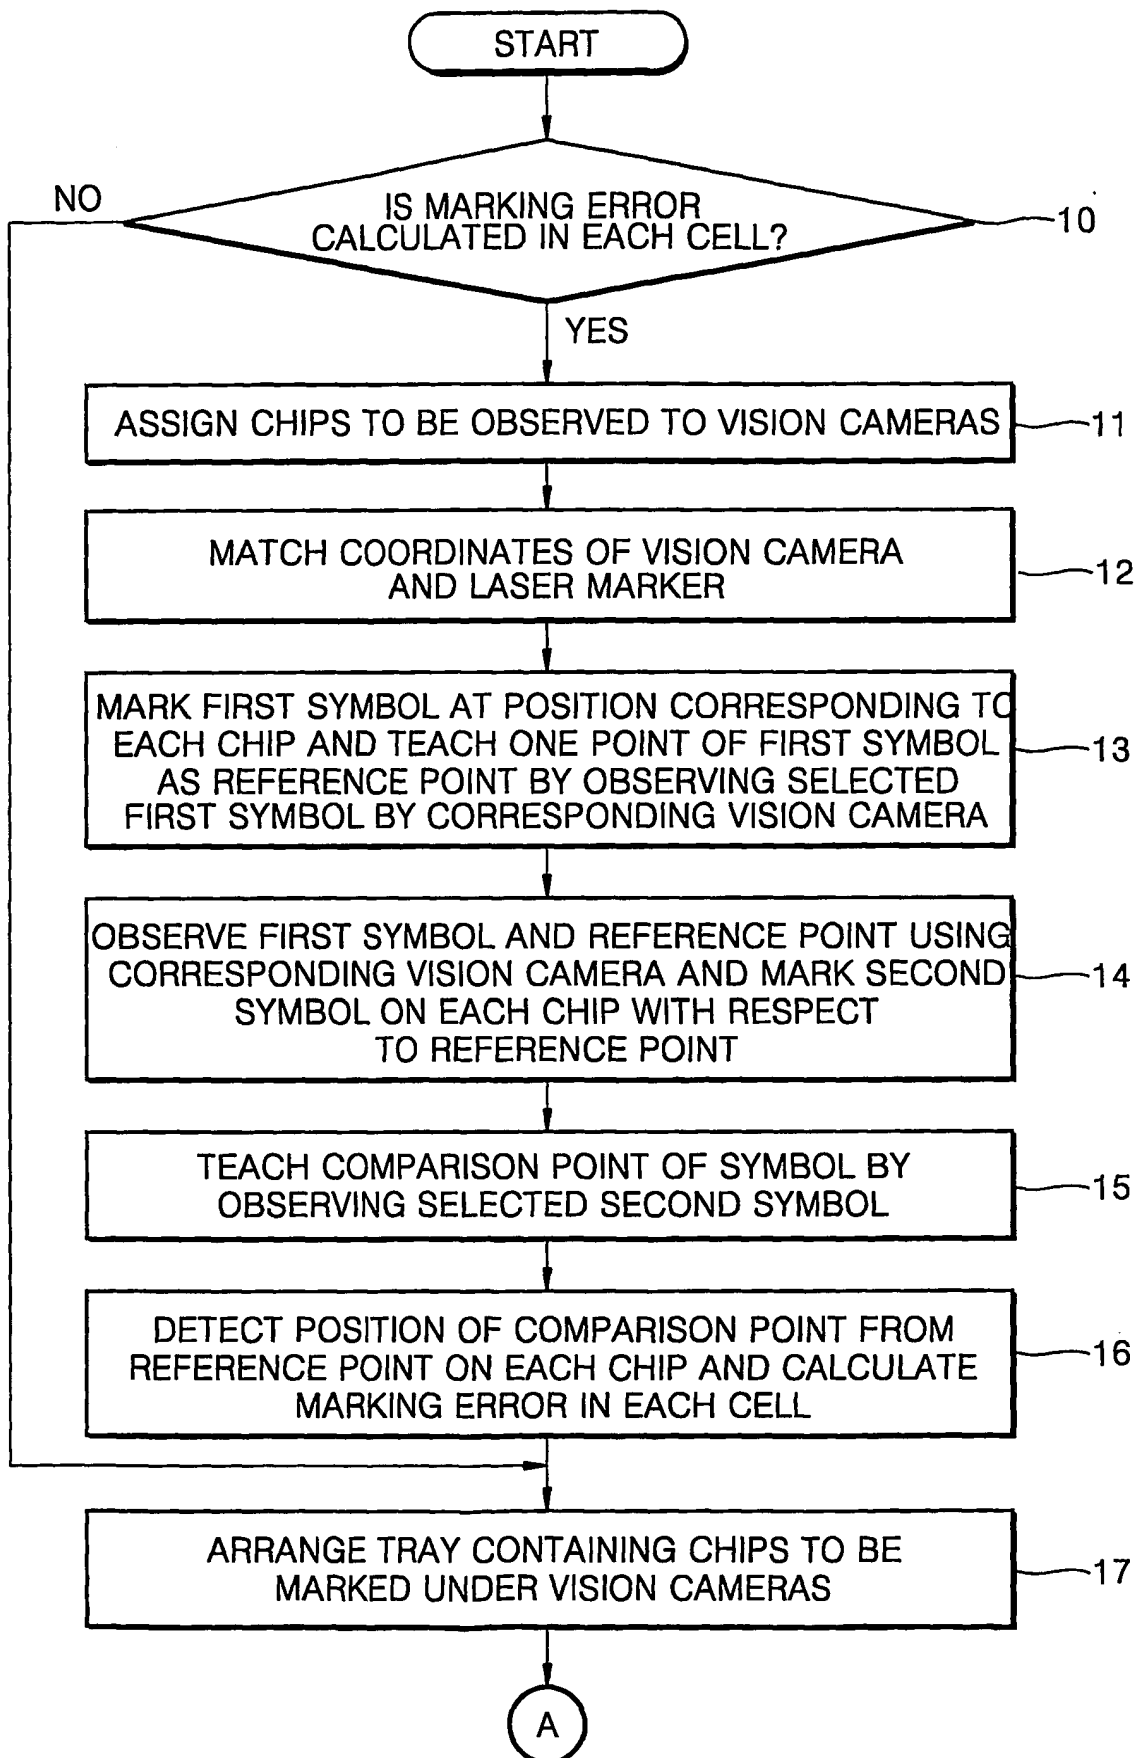 START
NO
IS MARKING ERROR
CALCULATED IN EACH CELL?
10
YES
ASSIGN CHIPS TO BE OBSERVED TO VISION CAMERAS
11
MATCH COORDINATES OF VISION CAMERA
AND LASER MARKER
12
MARK FIRST SYMBOL AT POSITION CORRESPONDING TO
EACH CHIP AND TEACH ONE POINT OF FIRST SYMBOL
AS REFERENCE POINT BY OBSERVING SELECTED
FIRST SYMBOL BY CORRESPONDING VISION CAMERA
13
OBSERVE FIRST SYMBOL AND REFERENCE POINT USING
CORRESPONDING VISION CAMERA AND MARK SECOND
SYMBOL ON EACH CHIP WITH RESPECT
TO REFERENCE POINT
14
TEACH COMPARISON POINT OF SYMBOL BY
OBSERVING SELECTED SECOND SYMBOL
15
DETECT POSITION OF COMPARISON POINT FROM
REFERENCE POINT ON EACH CHIP AND CALCULATE
MARKING ERROR IN EACH CELL
16
ARRANGE TRAY CONTAINING CHIPS TO BE
MARKED UNDER VISION CAMERAS
17
A